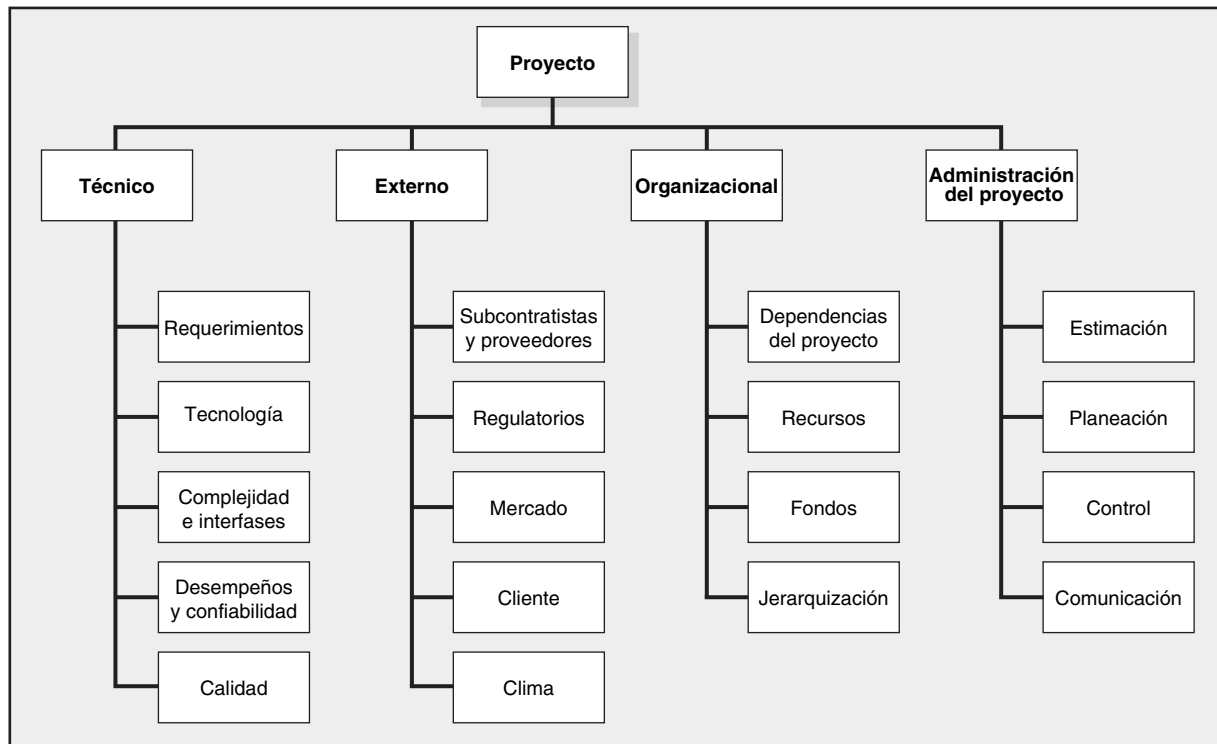 Proyecto
Técnico
Externo
Organizacional
Administración
del proyecto
Requerimientos
Tecnología
Complejidad
e interfases
Desempeños
y confiabilidad
Calidad
Subcontratistas
y proveedores
Regulatorios
Mercado
Cliente
Clima
Dependencias
del proyecto
Recursos
Fondos
Jerarquización
Estimación
Planeación
Control
Comunicación